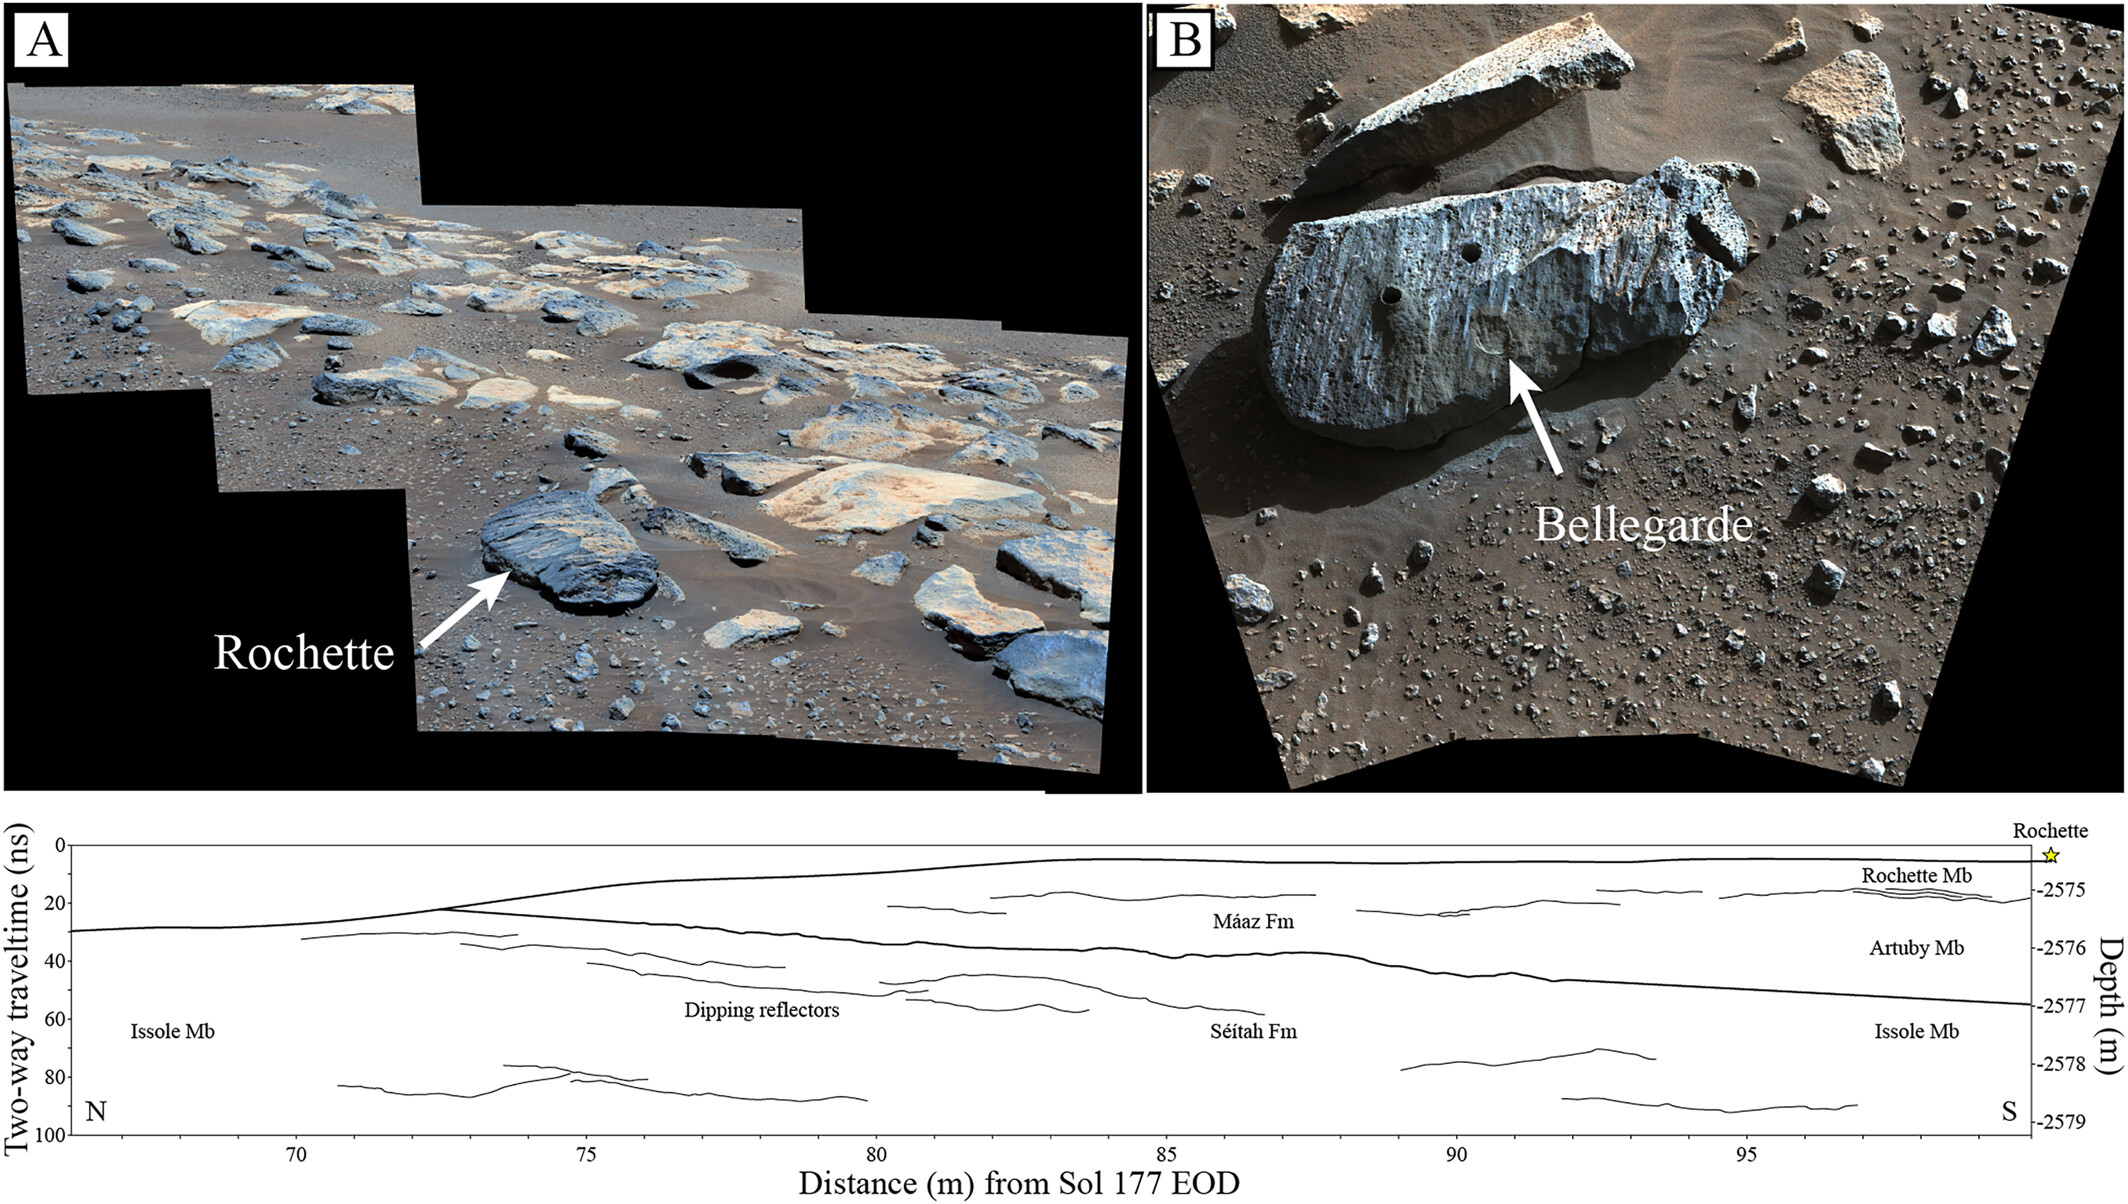 A
Rochette
B
Bellegarde
Rochette
Two-way traveltime (ns)
0
20
40
60
80
100
Rochette Mb
Máaz Fm
Artuby Mb
Dipping reflectors
Issole Mb
Séítah Fm
Issole Mb
N
S
-2575
-2576
-2577
-2578
-2579
Depth (m)
70
75
80
85
90
95
Distance (m) from Sol 177 EOD